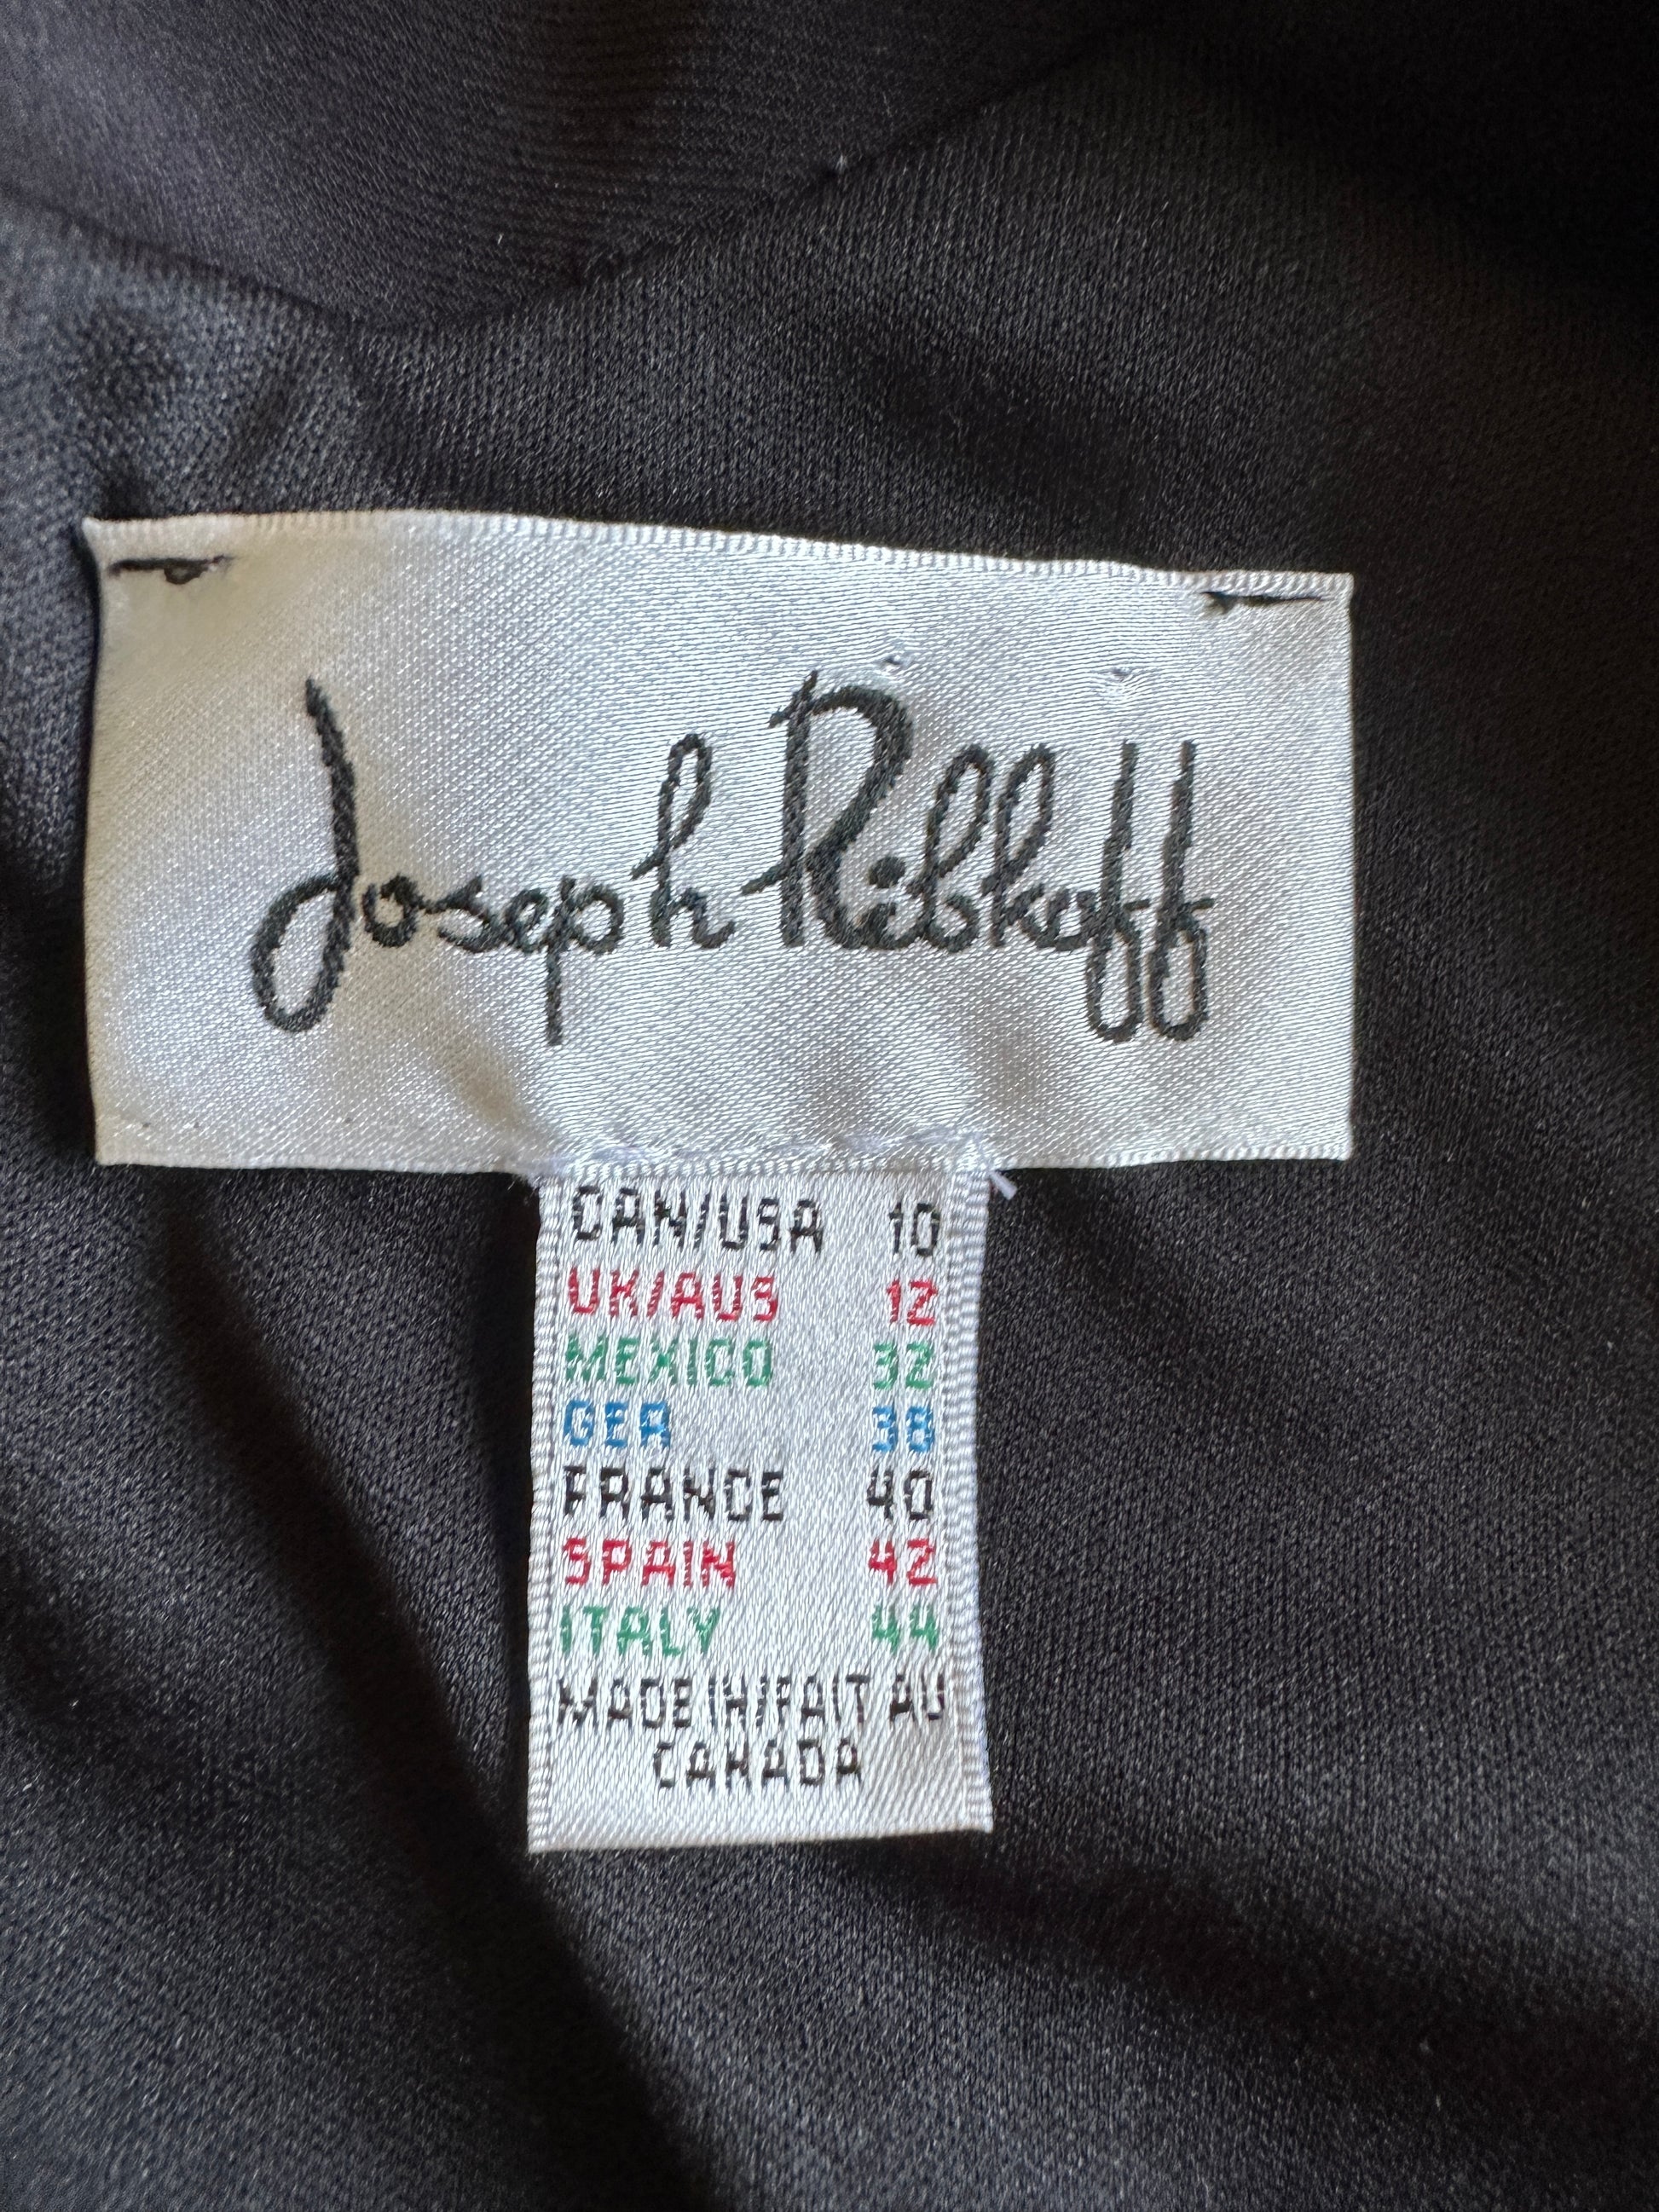 Joseph Ribkoff
CAN/USA 10
UK/AUS 12
MEXICO 32
GER 38
FRANCE 40
SPAIN 42
ITALY 44
MADE IN/FAIT AU
CANADA